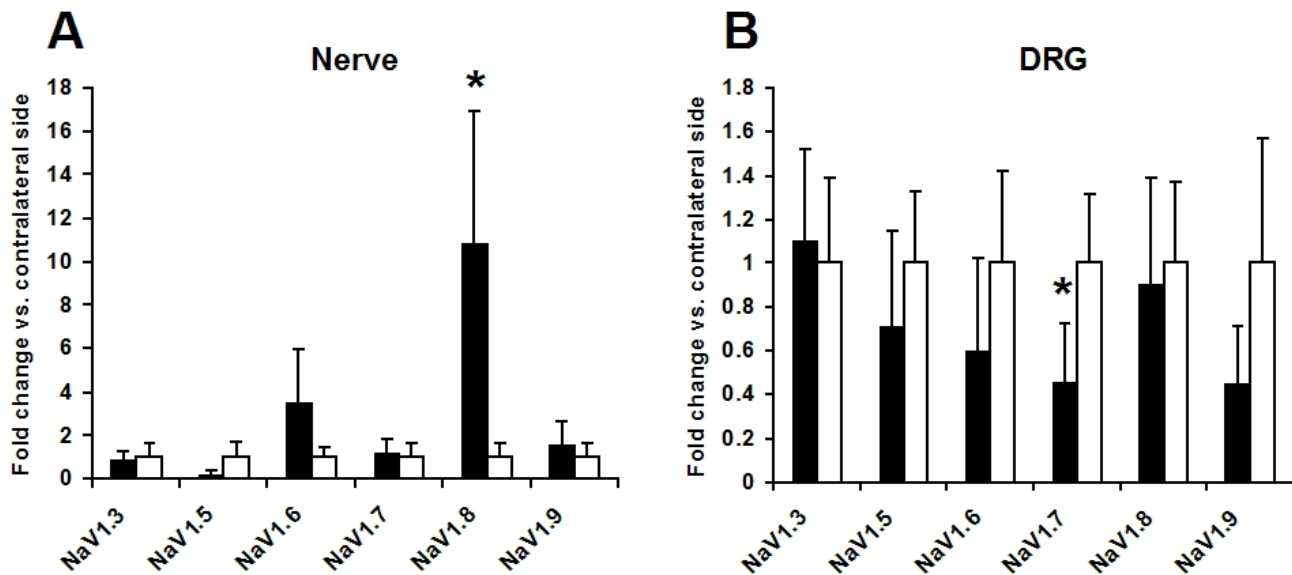 A
Nerve
Fold change vs. contralateral side
18
16
14
12
10
8
6
4
2
0
*
NaV1.3
NaV1.5
NaV1.6
NaV1.7
NaV1.8
NaV1.9
B
DRG
Fold change vs. contralateral side
1.8
1.6
1.4
1.2
1
0.8
0.6
0.4
0.2
0
*
NaV1.3
NaV1.5
NaV1.6
NaV1.7
NaV1.8
NaV1.9